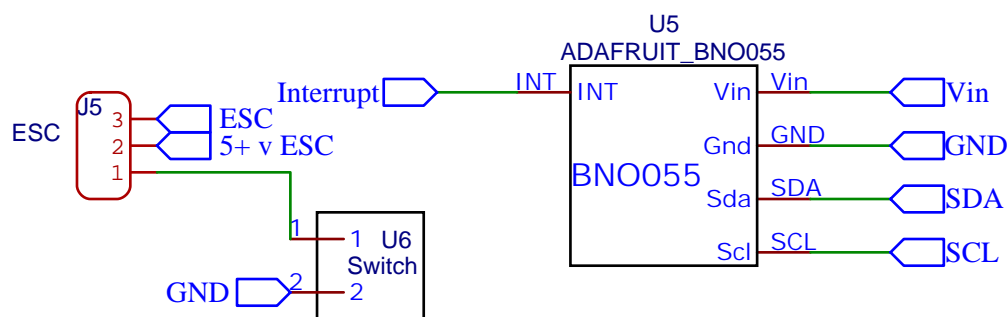 U5
ADAFRUIT_BNO055
Interrupt INT INT Vin Vin Vin
J5
ESC 3 ESC
2 5+ v ESC
1
Gnd GND GND
BNO055
Sda SDA SDA
Scl SCL SCL
1 1 U6
Switch
GND 2 2